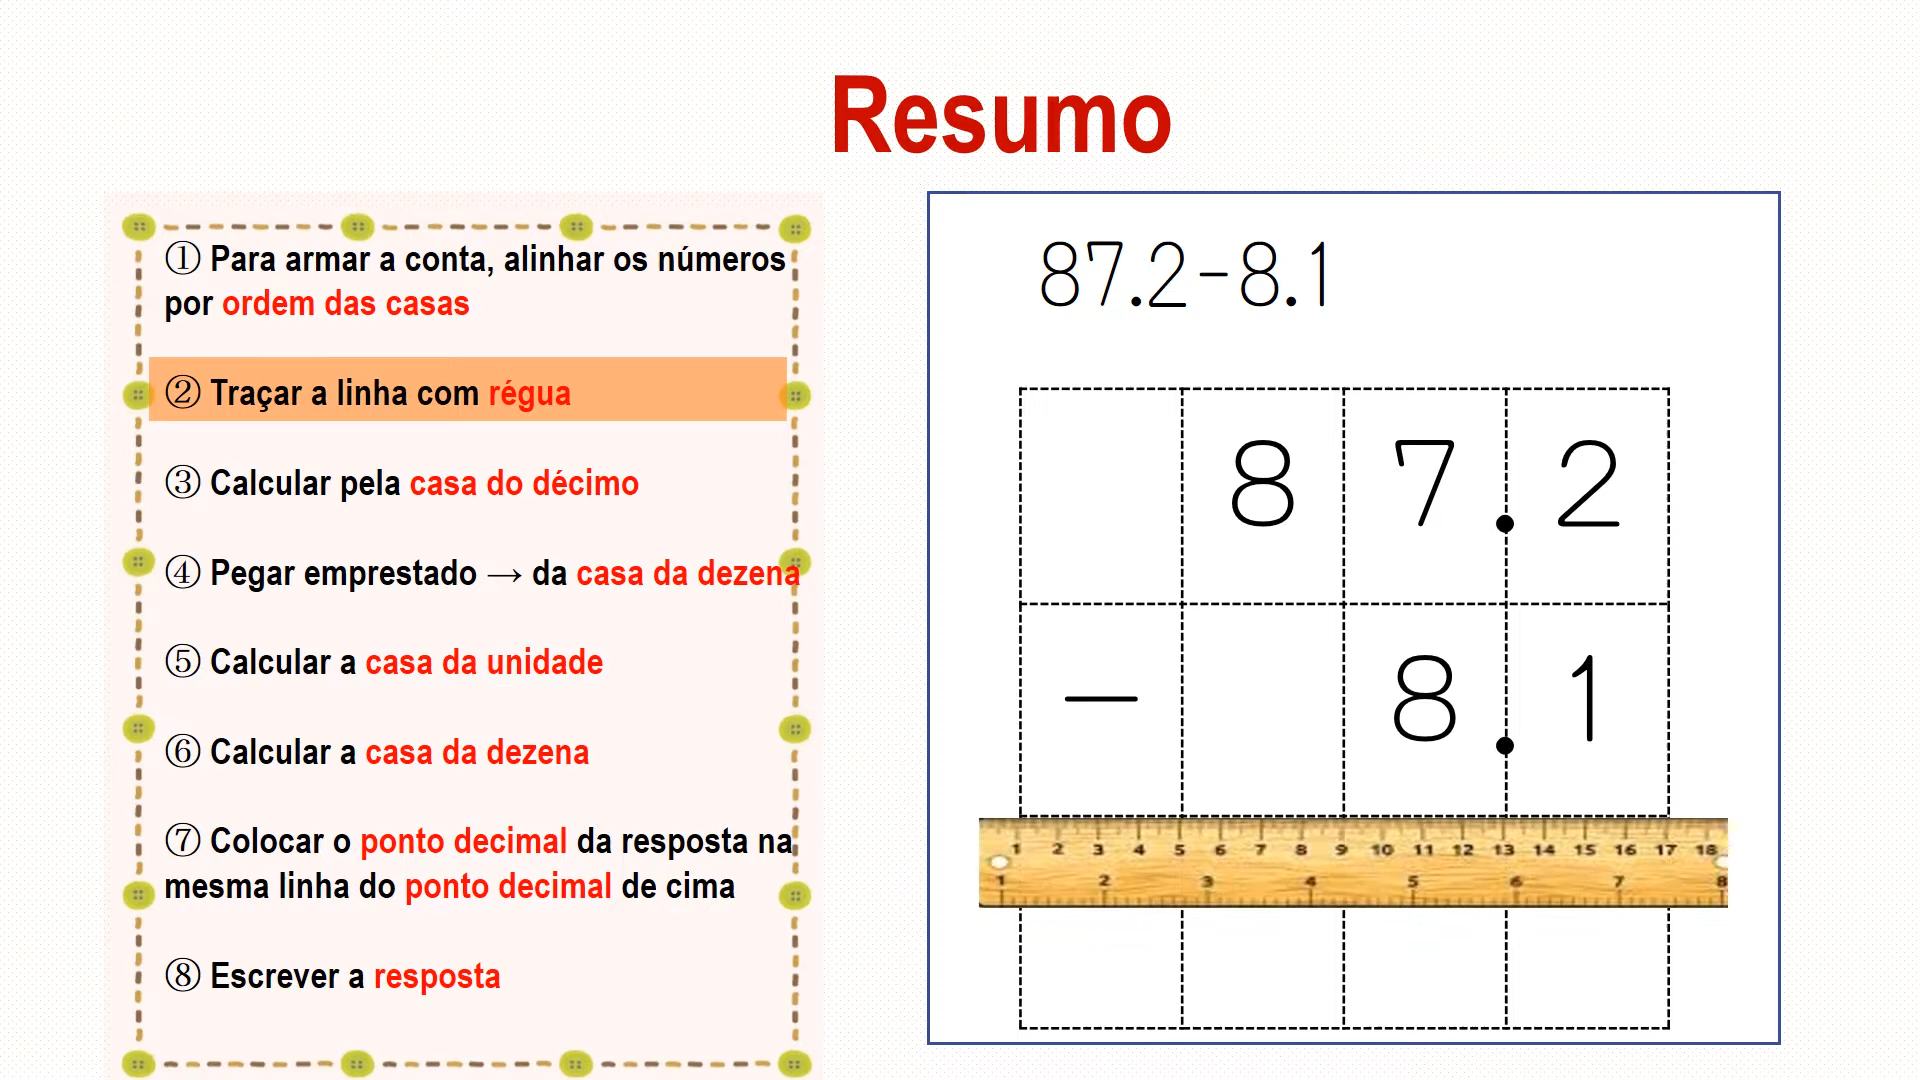 Resumo
① Para armar a conta, alinhar os números
por ordem das casas
② Traçar a linha com régua
③ Calcular pela casa do décimo
④ Pegar emprestado → da casa da dezena
⑤ Calcular a casa da unidade
⑥ Calcular a casa da dezena
⑦ Colocar o ponto decimal da resposta na
mesma linha do ponto decimal de cima
⑧ Escrever a resposta
87.2-8.1
8 7.2
- 8.1
1 2 3 4 5 6 7 8 9 10 11 12 13 14 15 16 17 18
1 2 3 4 5 6 7 8